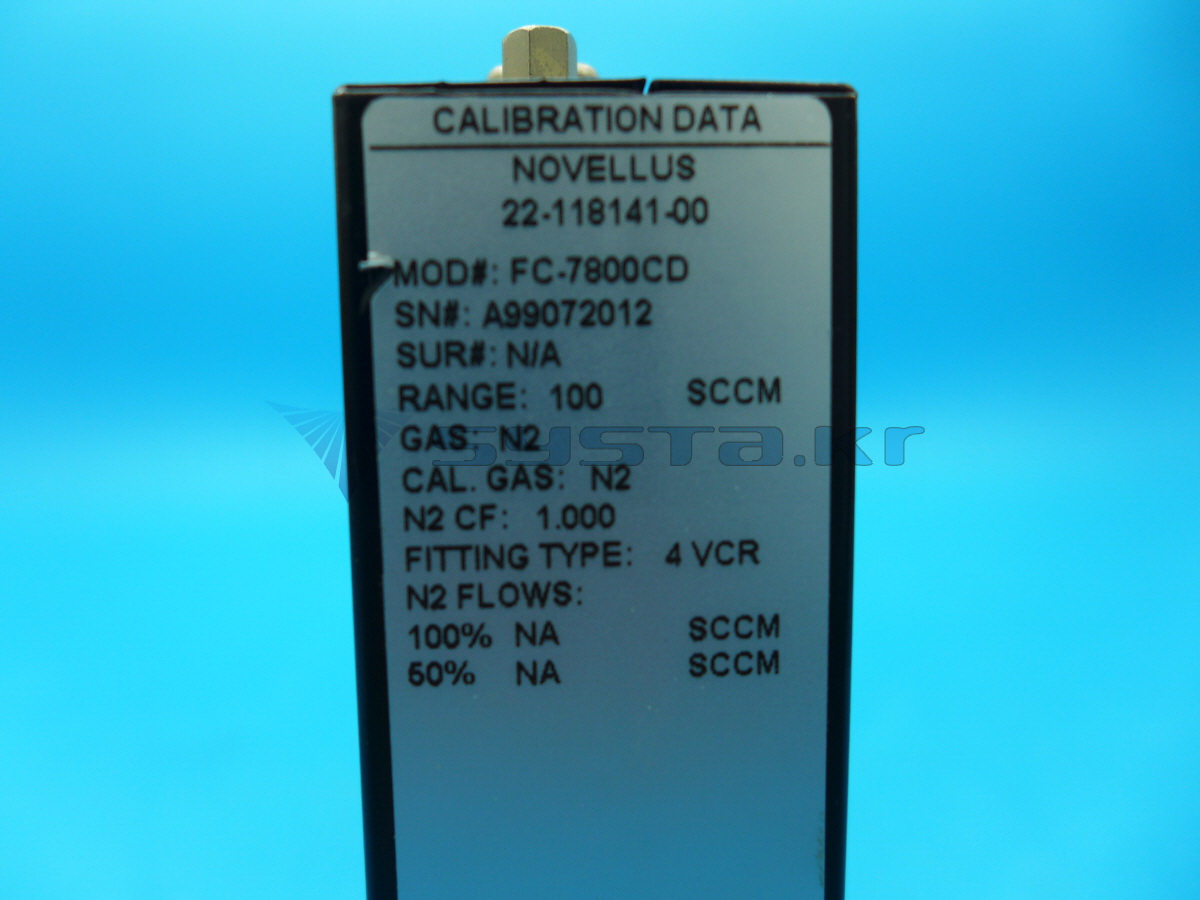 CALIBRATION DATA
NOVELLUS
22-118141-00
MOD#: FC-7800CD
SN#: A99072012
SUR#: N/A
RANGE: 100 SCCM
GAS: N2
systa.kr
CAL. GAS: N2
N2 CF: 1.000
FITTING TYPE: 4 VCR
N2 FLOWS:
100% NA SCCM
50% NA SCCM